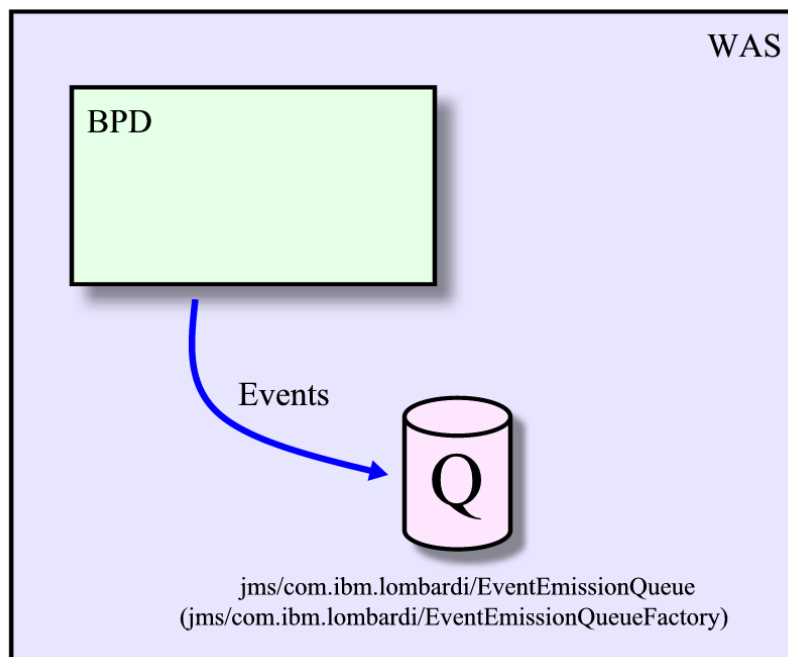 WAS
BPD
Events
Q
jms/com.ibm.lombardi/EventEmissionQueue
(jms/com.ibm.lombardi/EventEmissionQueueFactory)